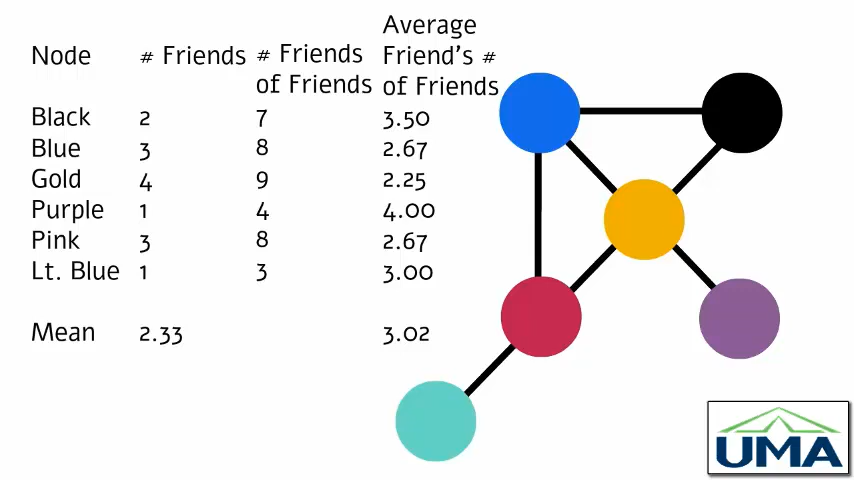 Node # Friends # Friends of Friends Average Friend's # of Friends
Black 2 7 3.50
Blue 3 8 2.67
Gold 4 9 2.25
Purple 1 4 4.00
Pink 3 8 2.67
Lt. Blue 1 3 3.00
Mean 2.33 3.02
UMA